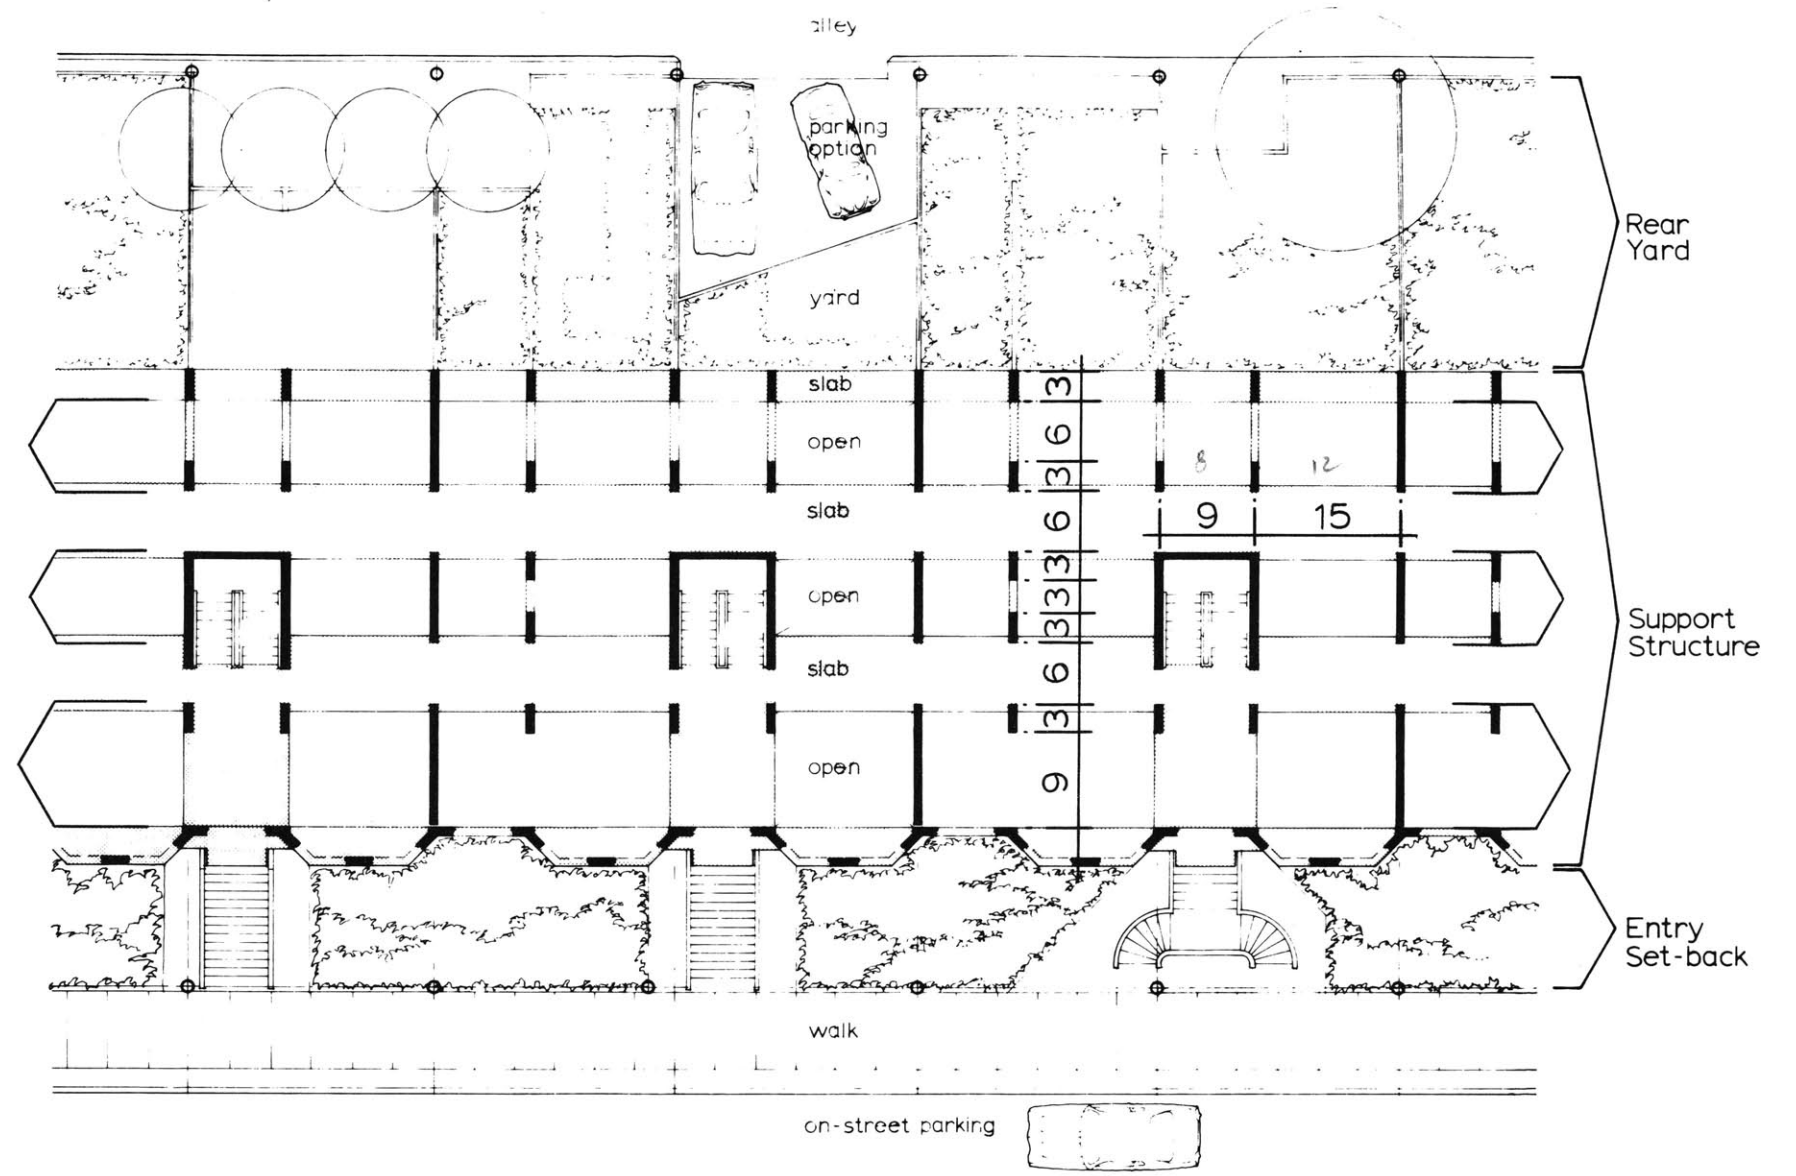 alley
parking
option
Rear
Yard
yard
slab
3
open
6
8
12
3
slab
6
9
15
3
open
3
3
Support
Structure
slab
6
3
open
9
Entry
Set-back
walk
on-street parking